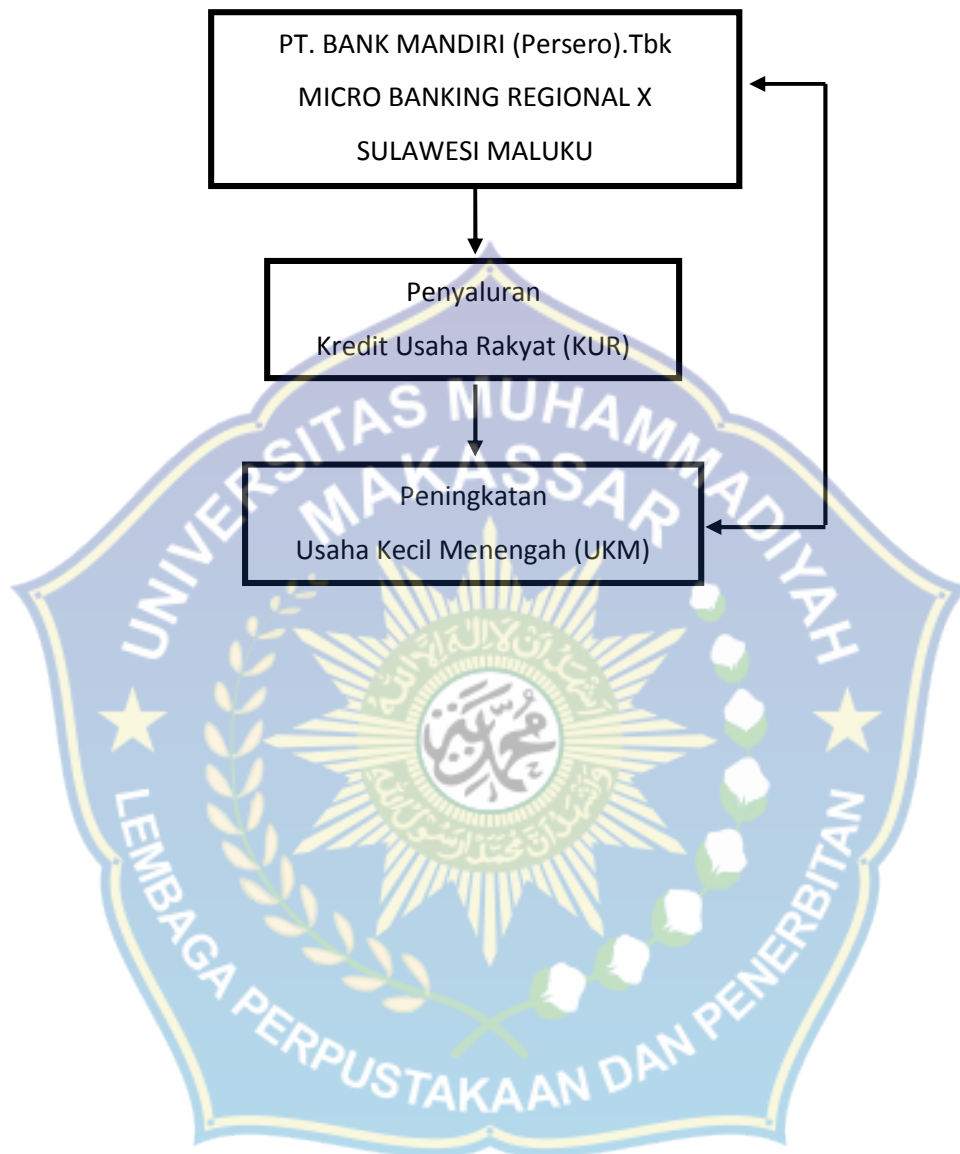 PT. BANK MANDIRI (Persero).Tbk
MICRO BANKING REGIONAL X
SULAWESI MALUKU
Penyaluran
Kredit Usaha Rakyat (KUR)
Peningkatan
Usaha Kecil Menengah (UKM)
UNIVERSITAS MUHAMMADIYAH
MAKASSAR
LEMBAGA PERPUSTAKAAN DAN PENERBITAN